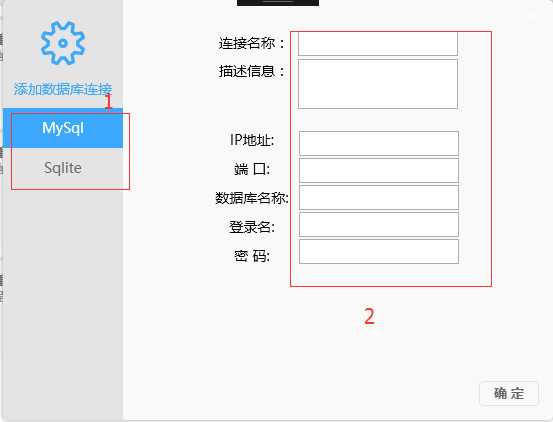 添加数据库连接
1
MySql
Sqlite
连接名称：
描述信息：
IP地址:
端 口:
数据库名称:
登录名:
密 码:
2
确 定